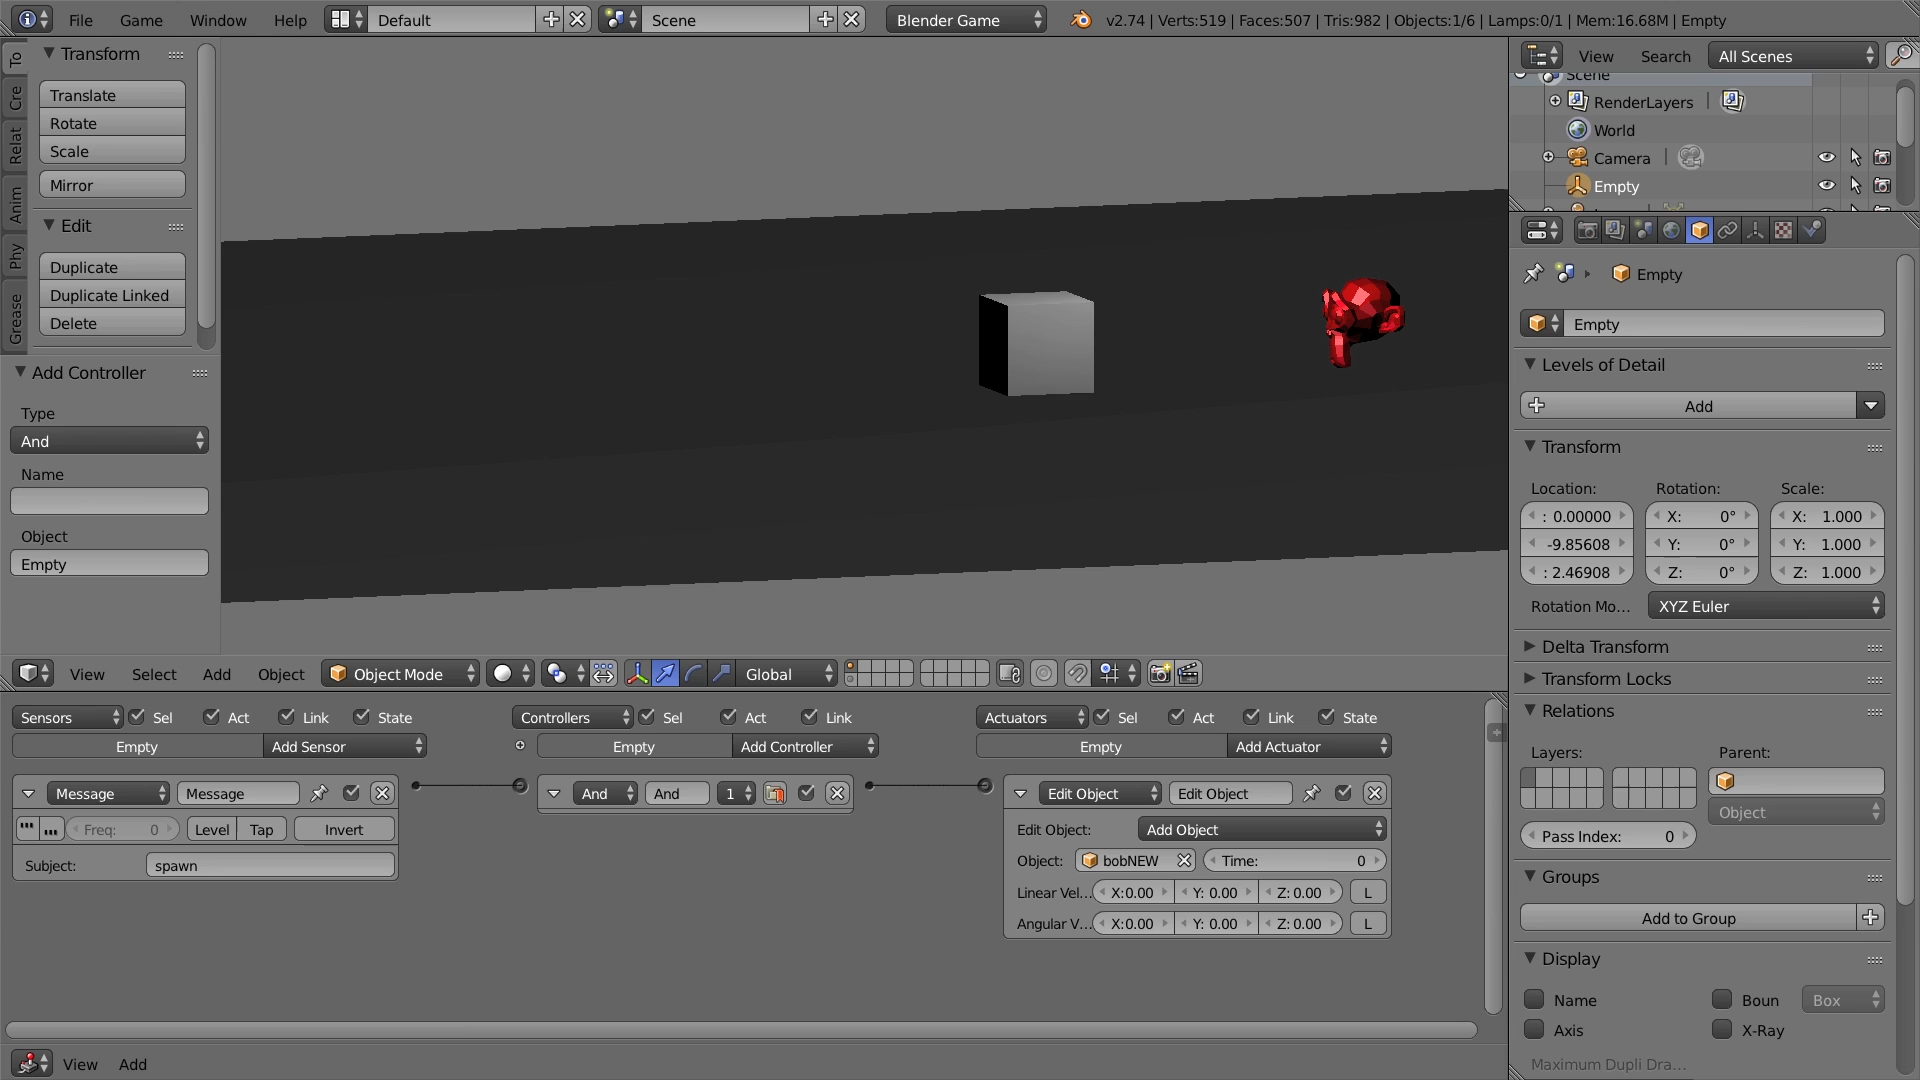 File Game Window Help Default Scene Blender Game v2.74 | Verts:519 | Faces:507 | Tris:982 | Objects:1/6 | Lamps:0/1 | Mem:16.68M | Empty
To
Cre
Relat
Anim
Phy
Grease
Transform
Translate
Rotate
Scale
Mirror
Edit
Duplicate
Duplicate Linked
Delete
Add Controller
Type
And
Name
Object
Empty
View Select Add Object Object Mode Global
Sensors Sel Act Link State
Empty Add Sensor
Message Message
Freq: 0 Level Tap Invert
Subject: spawn
Controllers Sel Act Link
Empty Add Controller
And And 1
Actuators Sel Act Link State
Empty Add Actuator
Edit Object Edit Object
Edit Object: Add Object
Object: bobNEW Time: 0
Linear Vel... X:0.00 Y: 0.00 Z: 0.00 L
Angular V... X:0.00 Y: 0.00 Z: 0.00 L
View Add
View Search All Scenes
Scene
RenderLayers
World
Camera
Empty
Empty
Empty
Levels of Detail
Add
Transform
Location: Rotation: Scale:
: 0.00000 X: 0° X: 1.000
-9.85608 Y: 0° Y: 1.000
: 2.46908 Z: 0° Z: 1.000
Rotation Mo... XYZ Euler
Delta Transform
Transform Locks
Relations
Layers: Parent:
Object
Pass Index: 0
Groups
Add to Group
Display
Name Boun Box
Axis X-Ray
Maximum Dupli Dra...